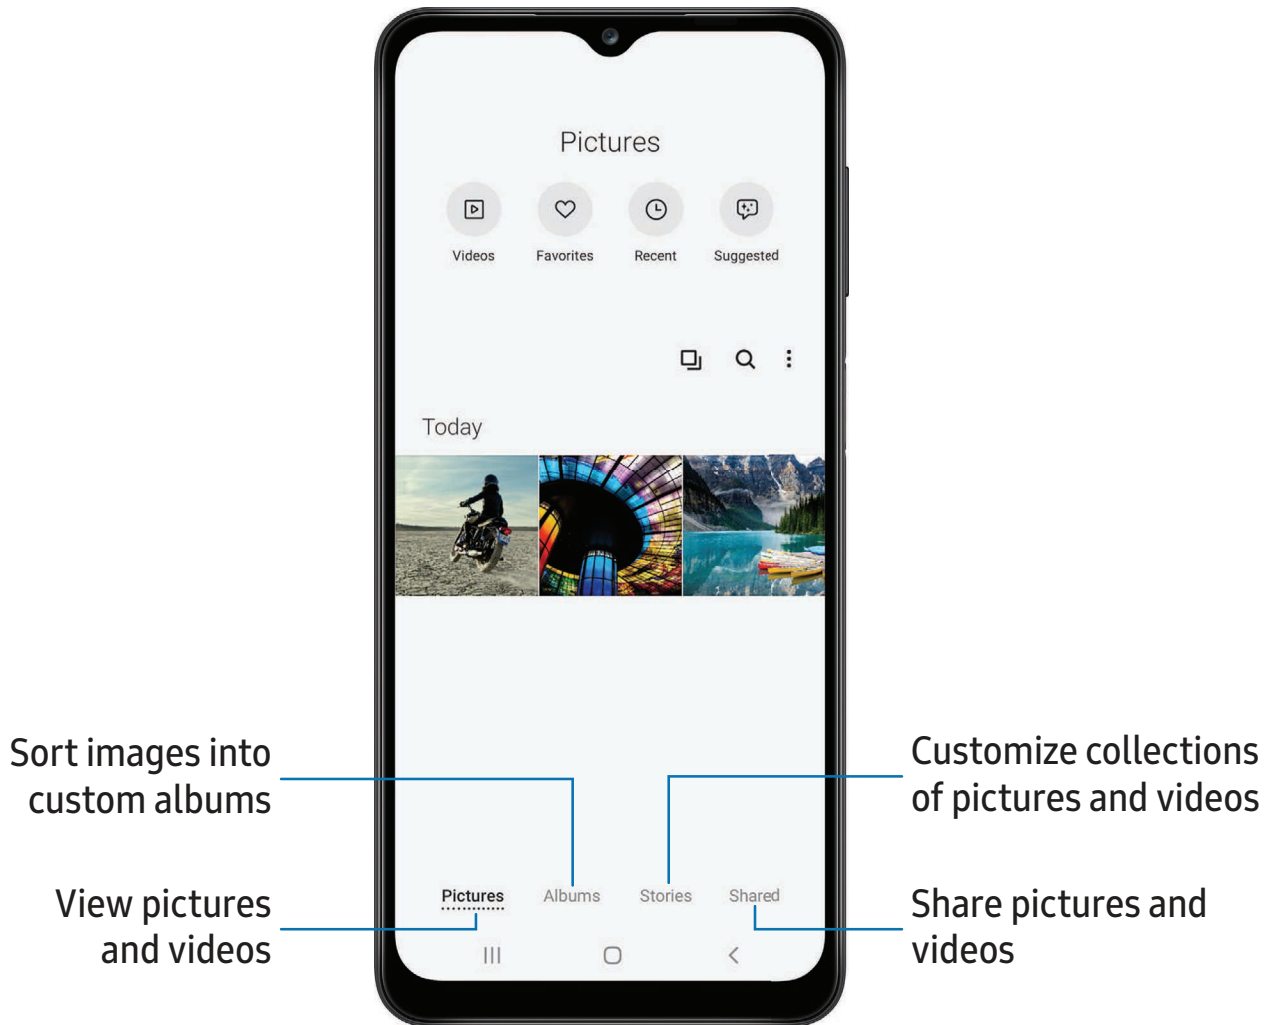 Pictures
Videos Favorites Recent Suggested
Today
Sort images into
custom albums
Customize collections
of pictures and videos
Pictures Albums Stories Shared
View pictures
and videos
Share pictures and
videos